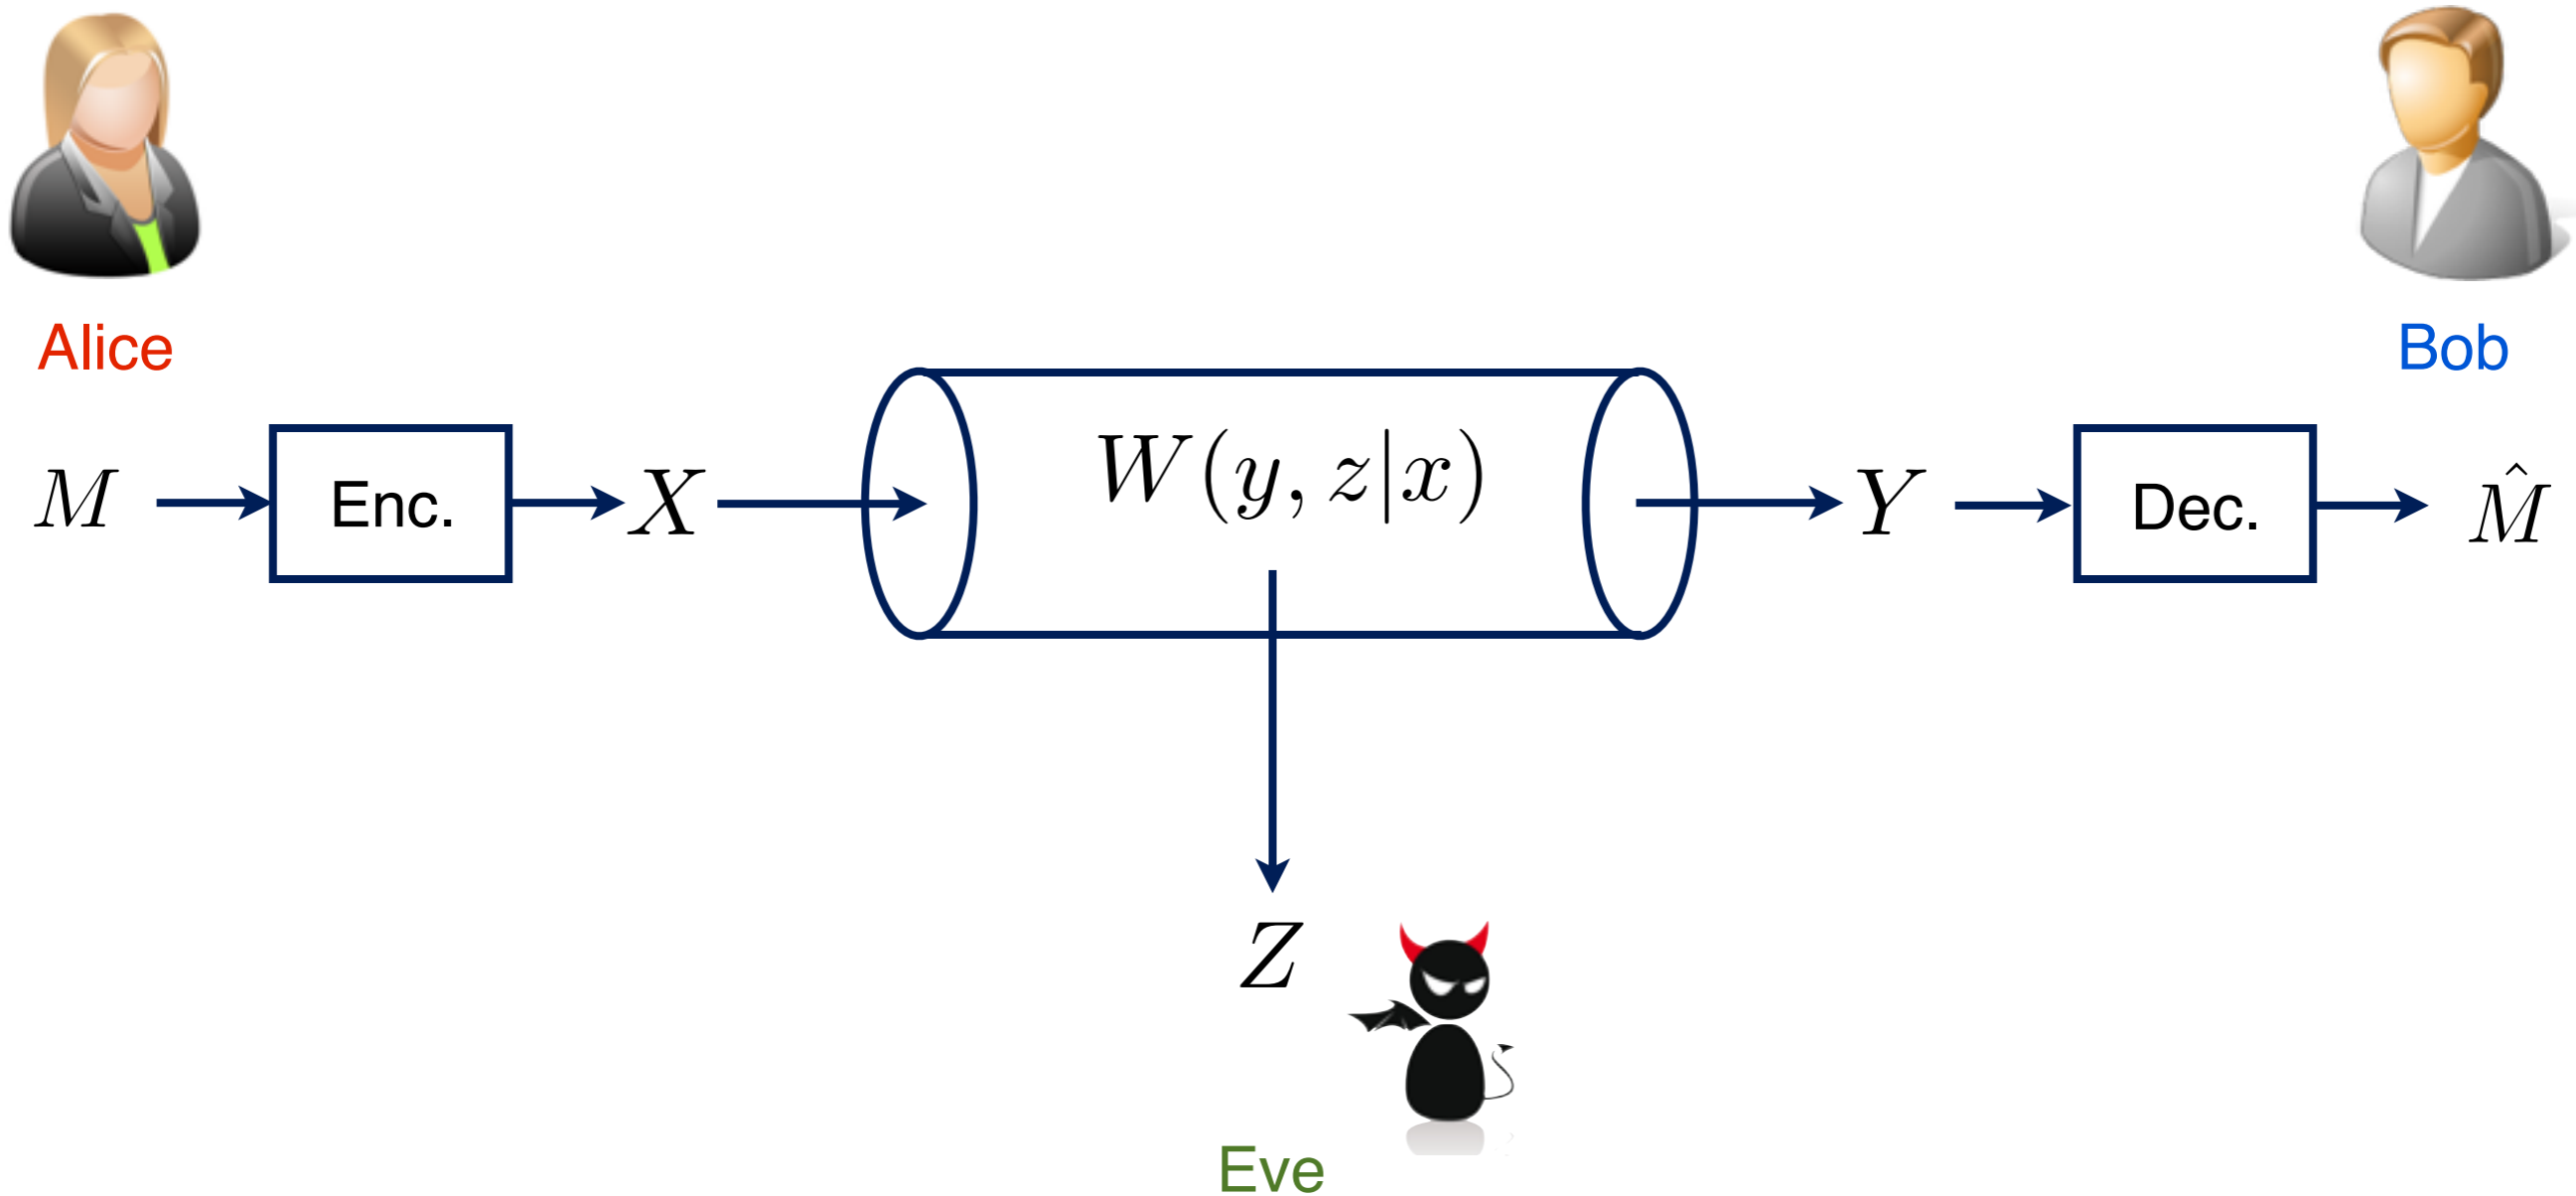 Alice
Bob
M
Enc.
X
W(y, z|x)
Y
Dec.
M̂
Z
Eve